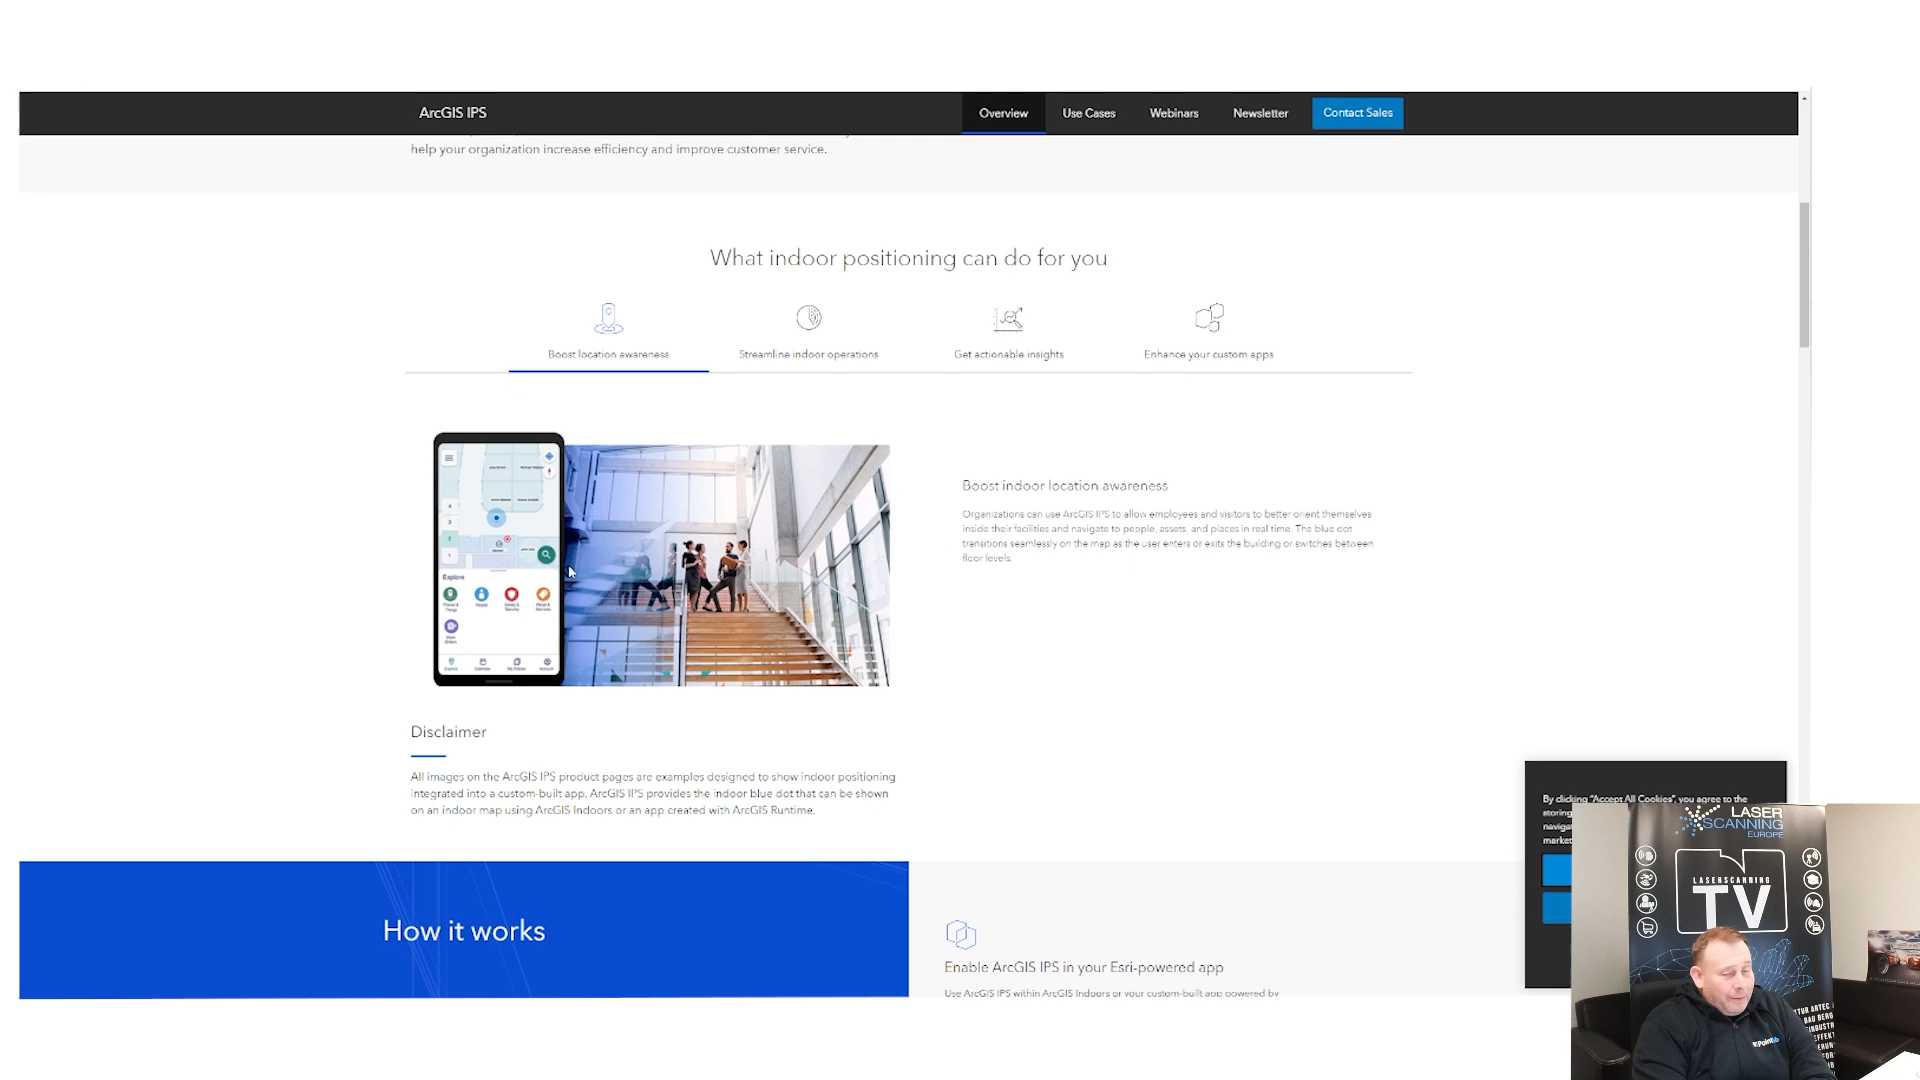 ArcGIS IPS
Overview
Use Cases
Webinars
Newsletter
Contact Sales
help your organization increase efficiency and improve customer service.
What indoor positioning can do for you
Boost location awareness
Streamline indoor operations
Get actionable insights
Enhance your custom apps
4
3
2
1
Explore
Boost indoor location awareness
Organizations can use ArcGIS IPS to allow employees and visitors to better orient themselves
inside their facilities and navigate to people, assets, and places in real time. The blue dot
transitions seamlessly on the map as the user enters or exits the building or switches between
floor levels.
Disclaimer
All images on the ArcGIS IPS product pages are examples designed to show indoor positioning
integrated into a custom-built app. ArcGIS IPS provides the indoor blue dot that can be shown
on an indoor map using ArcGIS Indoors or an app created with ArcGIS Runtime.
How it works
Enable ArcGIS IPS in your Esri-powered app
Use ArcGIS IPS within ArcGIS Indoors or your custom-built app powered by
By clicking “Accept All Cookies”, you agree to the
storing
LASER
SCANNING
EUROPE
LASERSCANNING
TV